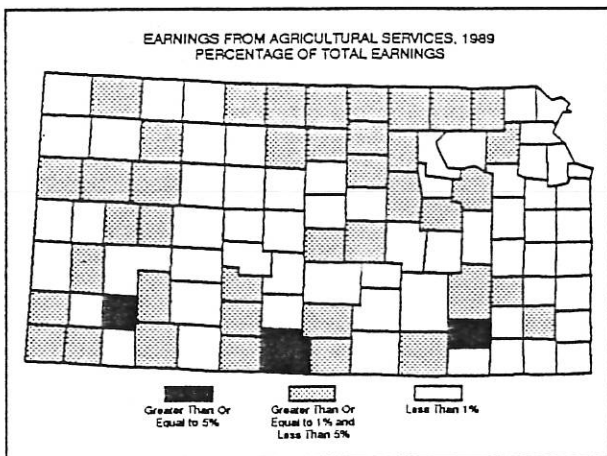 EARNINGS FROM AGRICULTURAL SERVICES, 1989
PERCENTAGE OF TOTAL EARNINGS
Greater Than Or
Equal to 5%
Greater Than Or
Equal to 1% and
Less Than 5%
Less Than 1%